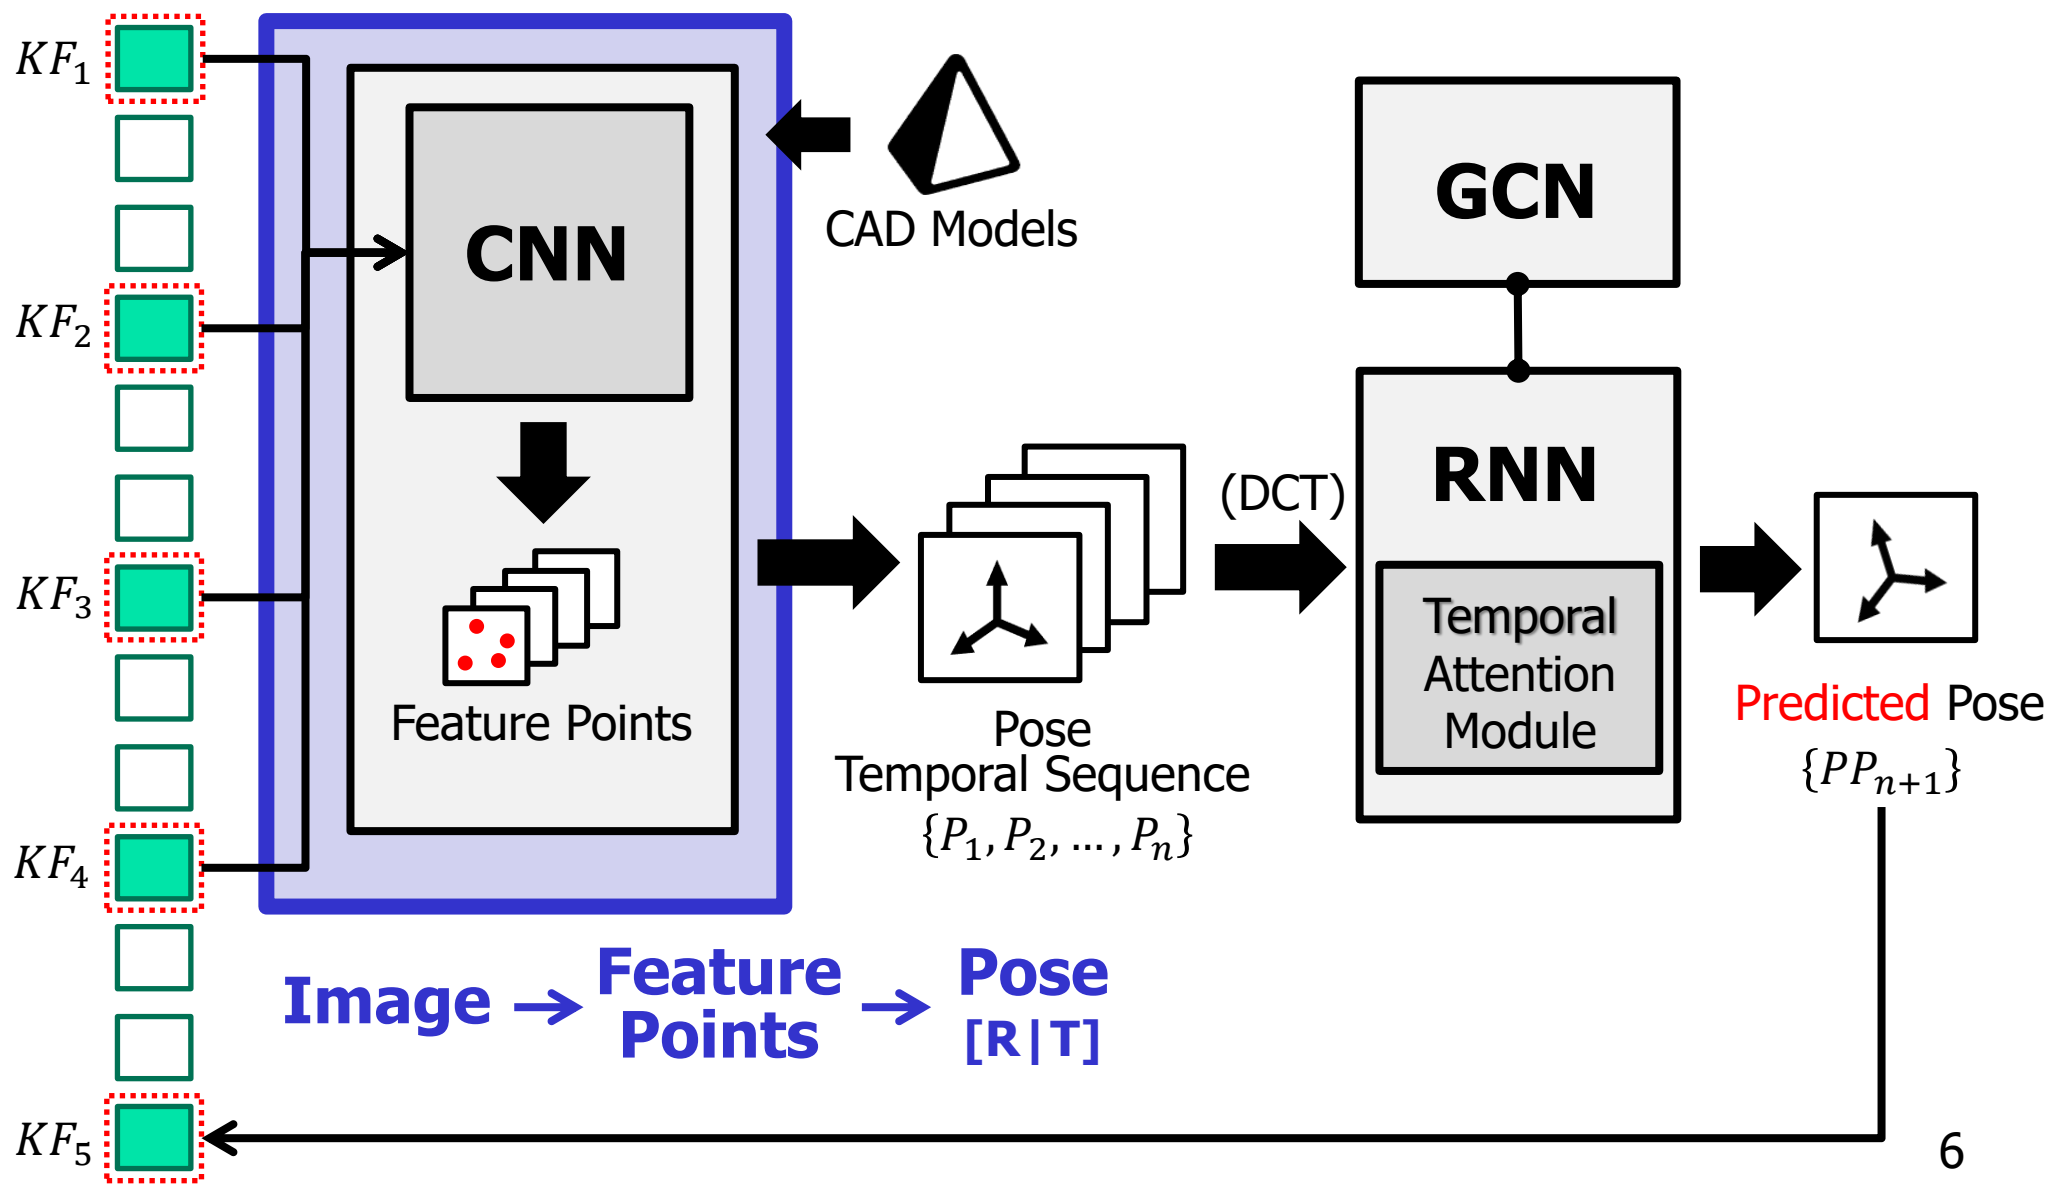 KF₁
KF₂
KF₃
KF₄
KF₅
CNN
Feature Points
CAD Models
Pose
Temporal Sequence
{P₁, P₂, … , Pₙ}
(DCT)
GCN
RNN
Temporal
Attention
Module
Predicted Pose
{PPₙ₊₁}
Image → Feature Points → Pose
[R|T]
6